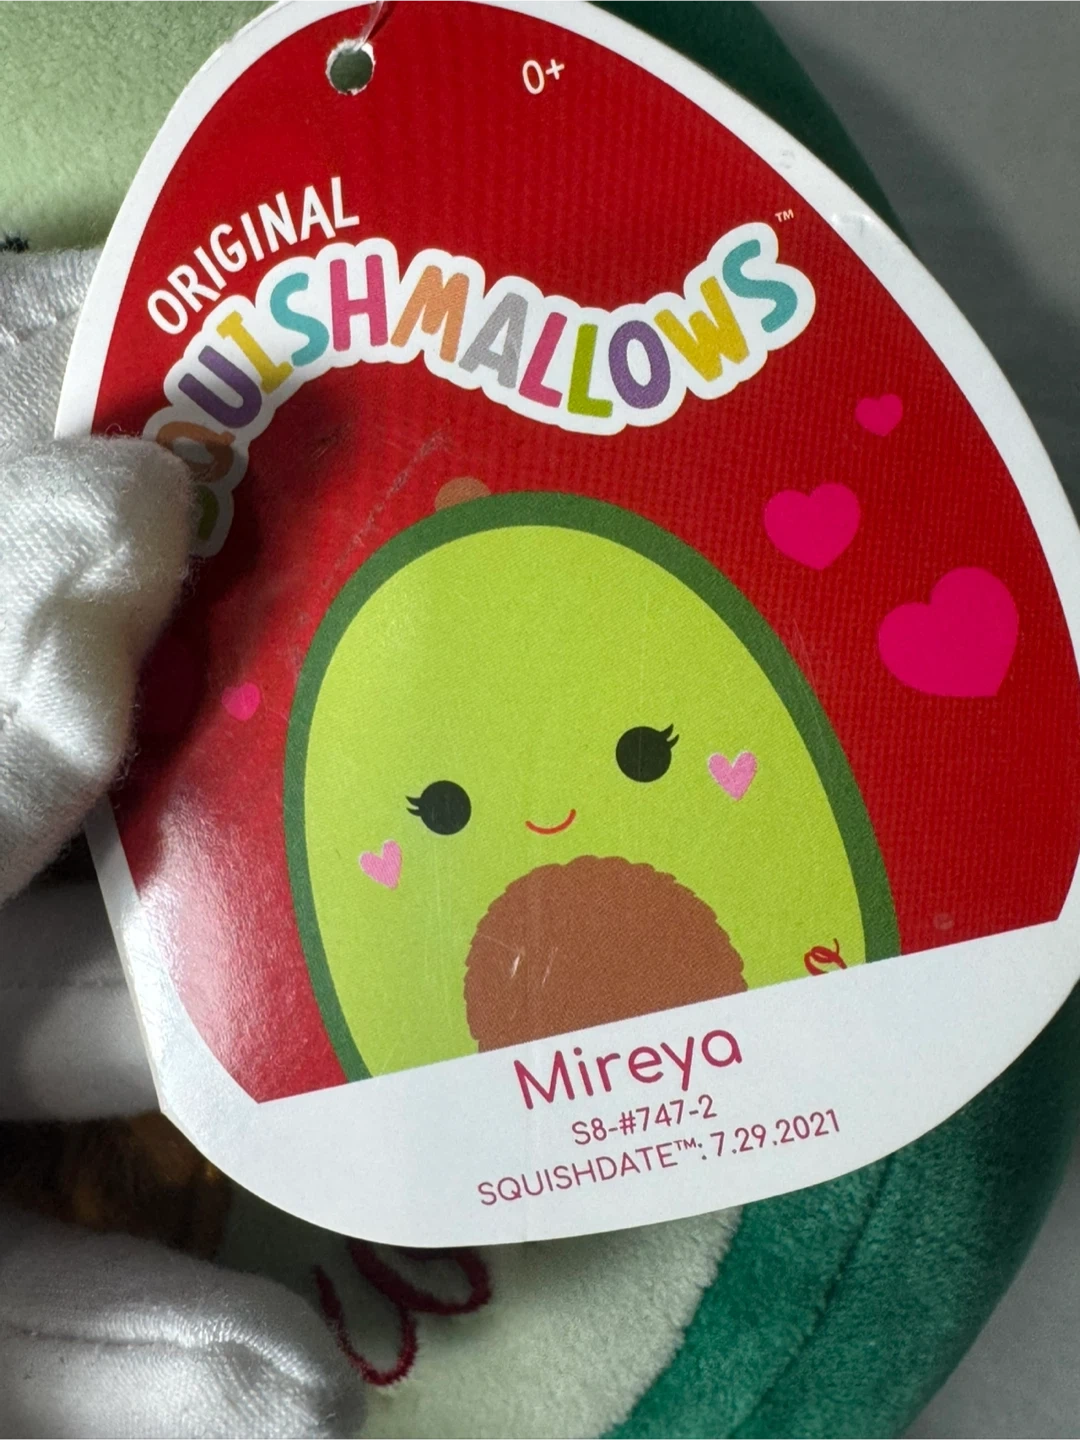 0+
ORIGINAL
SQUISHMALLOWS™
Mireya
S8-#747-2
SQUISHDATE™: 7.29.2021